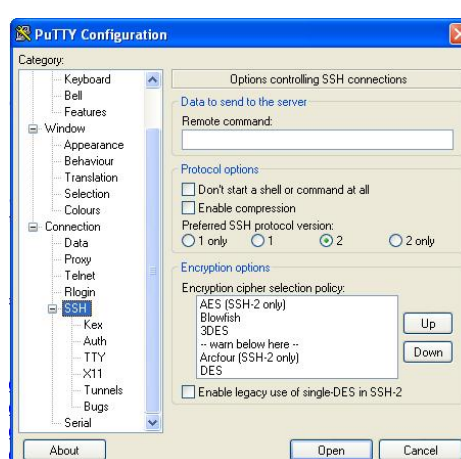 PuTTY Configuration
Category:
Keyboard
Bell
Features
Window
Appearance
Behaviour
Translation
Selection
Colours
Connection
Data
Proxy
Telnet
Rlogin
SSH
Kex
Auth
TTY
X11
Tunnels
Bugs
Serial
Options controlling SSH connections
Data to send to the server
Remote command:
Protocol options
Don't start a shell or command at all
Enable compression
Preferred SSH protocol version:
1 only 1 2 2 only
Encryption options
Encryption cipher selection policy:
AES (SSH-2 only)
Blowfish
3DES
-- warn below here --
Arcfour (SSH-2 only)
DES
Up
Down
Enable legacy use of single-DES in SSH-2
About Open Cancel